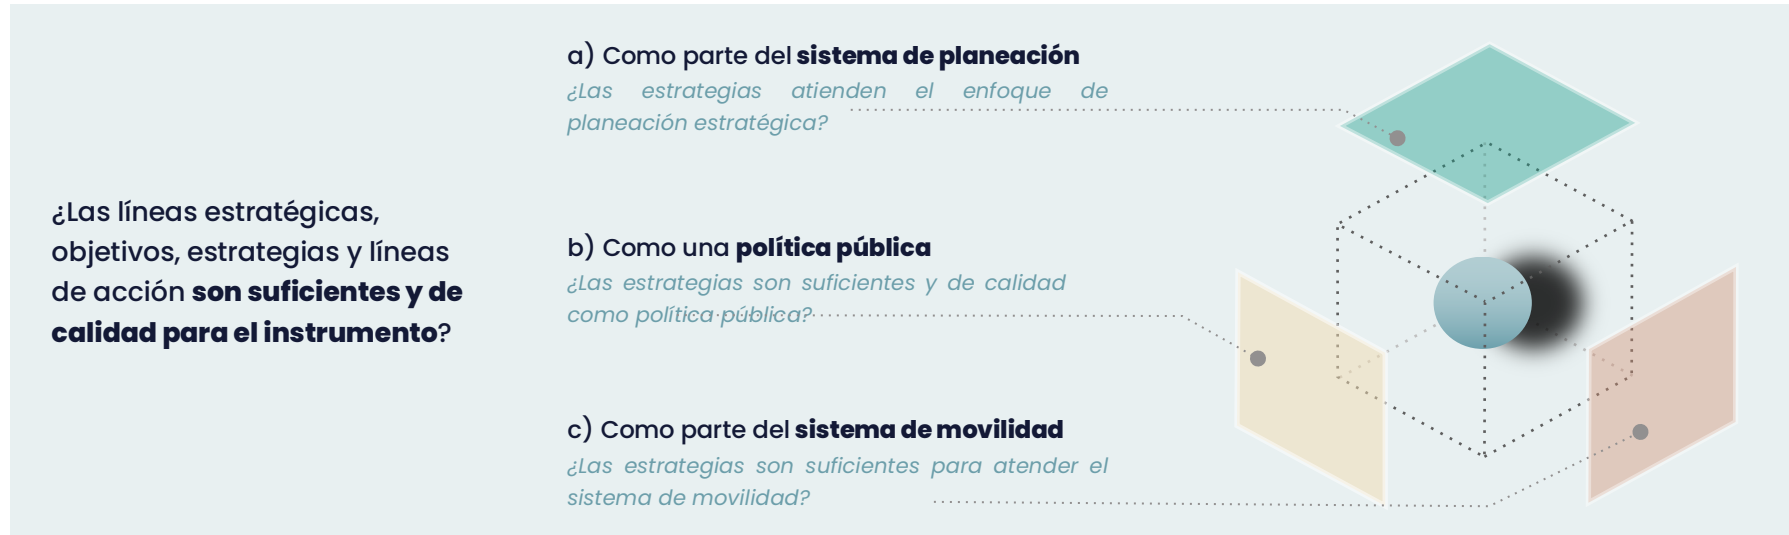 ¿Las líneas estratégicas,
objetivos, estrategias y líneas
de acción son suficientes y de
calidad para el instrumento?
a) Como parte del sistema de planeación
¿Las estrategias atienden el enfoque de
planeación estratégica?
b) Como una política pública
¿Las estrategias son suficientes y de calidad
como política pública?
c) Como parte del sistema de movilidad
¿Las estrategias son suficientes para atender el
sistema de movilidad?